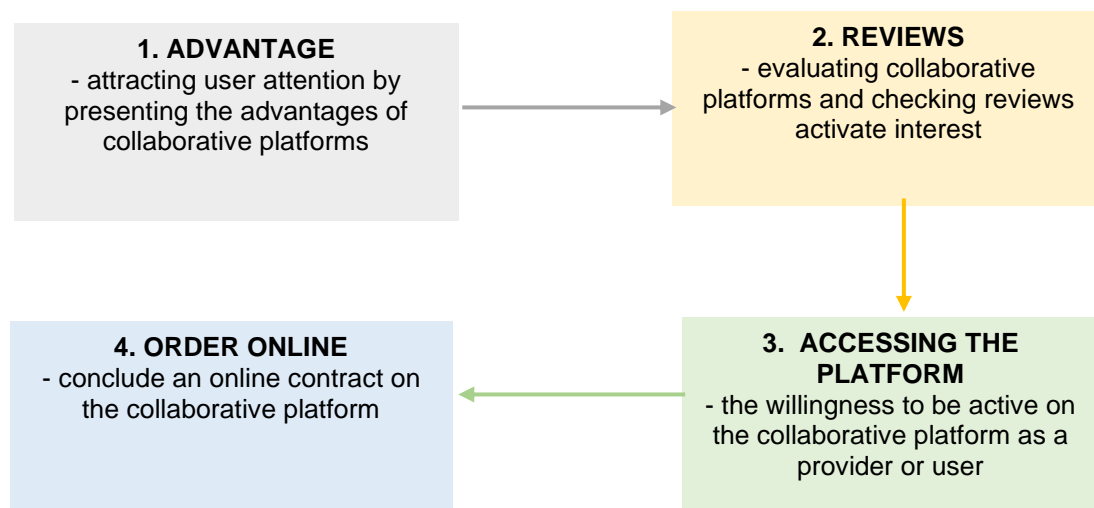 1. ADVANTAGE
- attracting user attention by
presenting the advantages of
collaborative platforms
2. REVIEWS
- evaluating collaborative
platforms and checking reviews
activate interest
3. ACCESSING THE
PLATFORM
- the willingness to be active on
the collaborative platform as a
provider or user
4. ORDER ONLINE
- conclude an online contract on
the collaborative platform